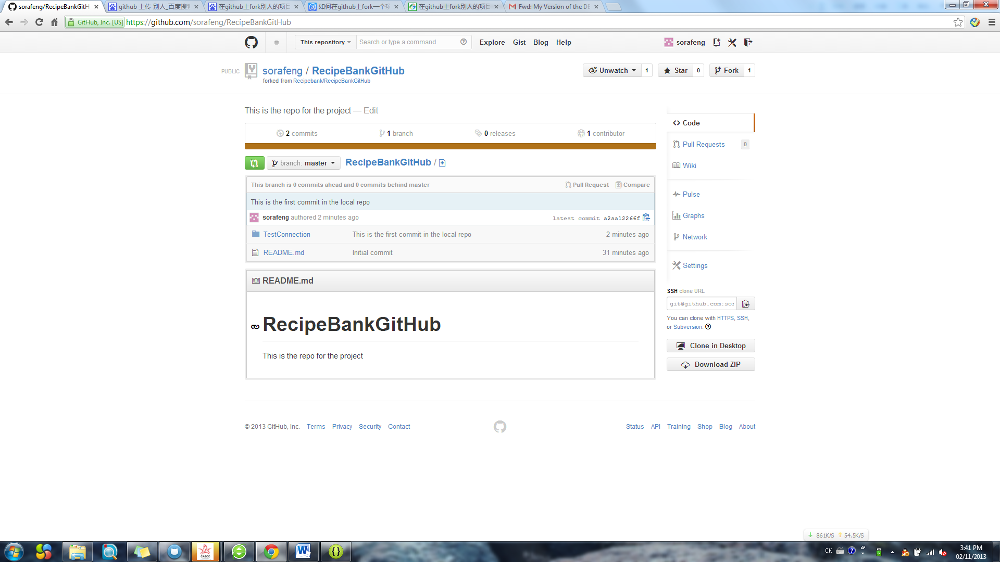 sorafeng/RecipeBankGitH
github 上传 别人_百度搜索
在github上fork别人的项目
如何在github上fork一个项
在github上fork别人的项目
Fwd: My Version of the DE
GitHub, Inc. [US] https://github.com/sorafeng/RecipeBankGitHub
This repository Search or type a command Explore Gist Blog Help sorafeng
PUBLIC sorafeng / RecipeBankGitHub
forked from Recipebank/RecipeBankGitHub
Unwatch 1 Star 0 Fork 1
This is the repo for the project — Edit
2 commits 1 branch 0 releases 1 contributor
branch: master RecipeBankGitHub /
This branch is 0 commits ahead and 0 commits behind master Pull Request Compare
This is the first commit in the local repo
sorafeng authored 2 minutes ago latest commit a2aa12266f
TestConnection This is the first commit in the local repo 2 minutes ago
README.md Initial commit 31 minutes ago
README.md
RecipeBankGitHub
This is the repo for the project
Code
Pull Requests 0
Wiki
Pulse
Graphs
Network
Settings
SSH clone URL
git@github.com:sor
You can clone with HTTPS, SSH,
or Subversion.
Clone in Desktop
Download ZIP
© 2013 GitHub, Inc. Terms Privacy Security Contact
Status API Training Shop Blog About
861K/S 54.5K/S
CASCC
CH
3:41 PM
02/11/2013